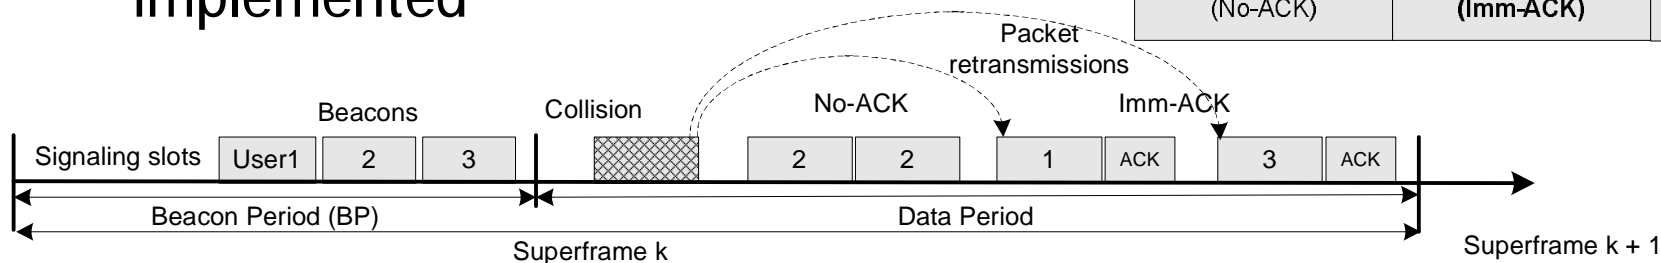 implemented
(No-ACK) (Imm-ACK)
Packet
retransmissions
Beacons Collision No-ACK Imm-ACK
Signaling slots User1 2 3 2 2 1 ACK 3 ACK
Beacon Period (BP) Data Period
Superframe k Superframe k + 1